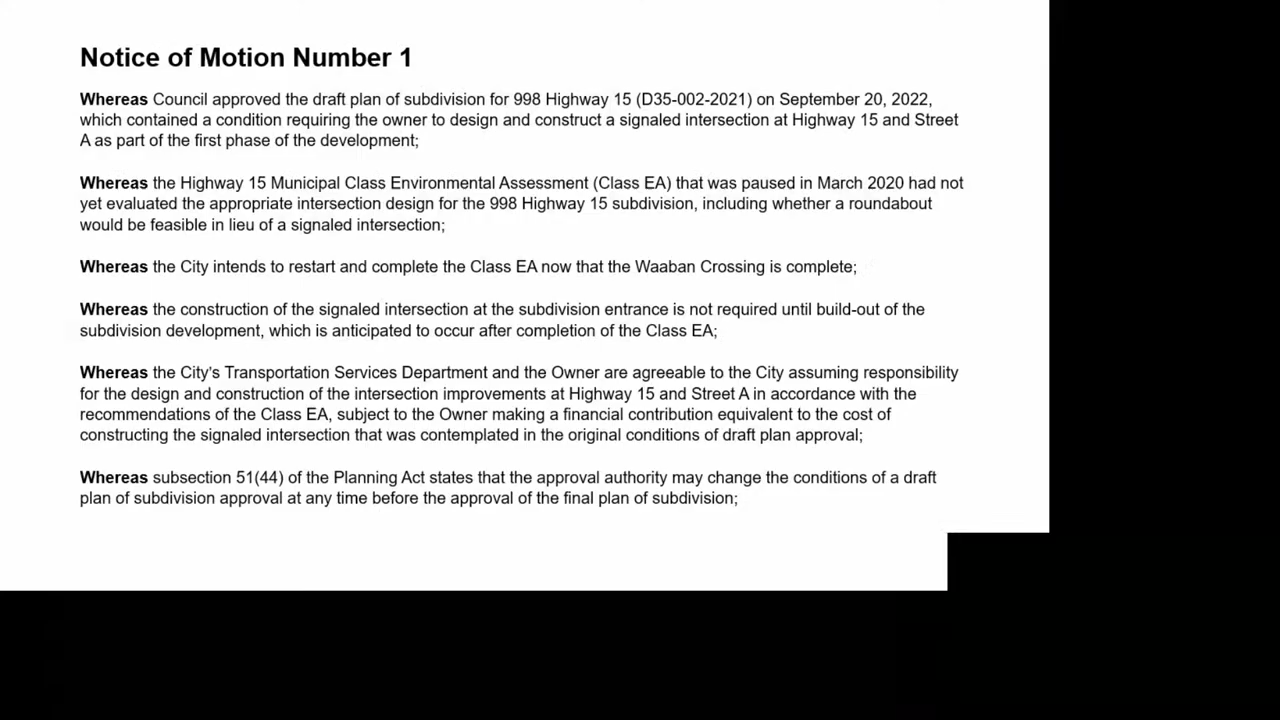 Notice of Motion Number 1
Whereas Council approved the draft plan of subdivision for 998 Highway 15 (D35-002-2021) on September 20, 2022,
which contained a condition requiring the owner to design and construct a signaled intersection at Highway 15 and Street
A as part of the first phase of the development;
Whereas the Highway 15 Municipal Class Environmental Assessment (Class EA) that was paused in March 2020 had not
yet evaluated the appropriate intersection design for the 998 Highway 15 subdivision, including whether a roundabout
would be feasible in lieu of a signaled intersection;
Whereas the City intends to restart and complete the Class EA now that the Waaban Crossing is complete;
Whereas the construction of the signaled intersection at the subdivision entrance is not required until build-out of the
subdivision development, which is anticipated to occur after completion of the Class EA;
Whereas the City's Transportation Services Department and the Owner are agreeable to the City assuming responsibility
for the design and construction of the intersection improvements at Highway 15 and Street A in accordance with the
recommendations of the Class EA, subject to the Owner making a financial contribution equivalent to the cost of
constructing the signaled intersection that was contemplated in the original conditions of draft plan approval;
Whereas subsection 51(44) of the Planning Act states that the approval authority may change the conditions of a draft
plan of subdivision approval at any time before the approval of the final plan of subdivision;